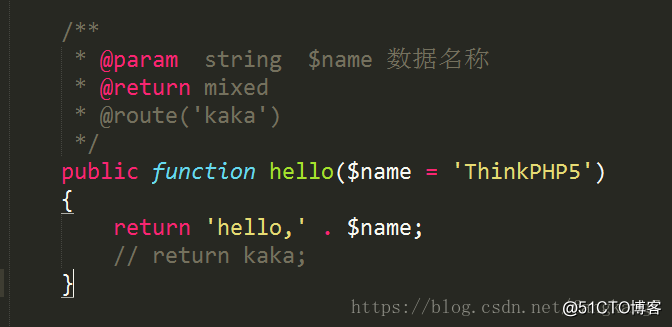 /**
 * @param  string  $name 数据名称
 * @return mixed
 * @route('kaka')
 */
public function hello($name = 'ThinkPHP5')
{
    return 'hello,' . $name;
    // return kaka;
}
https://blog.csdn.net/
@51CTO博客